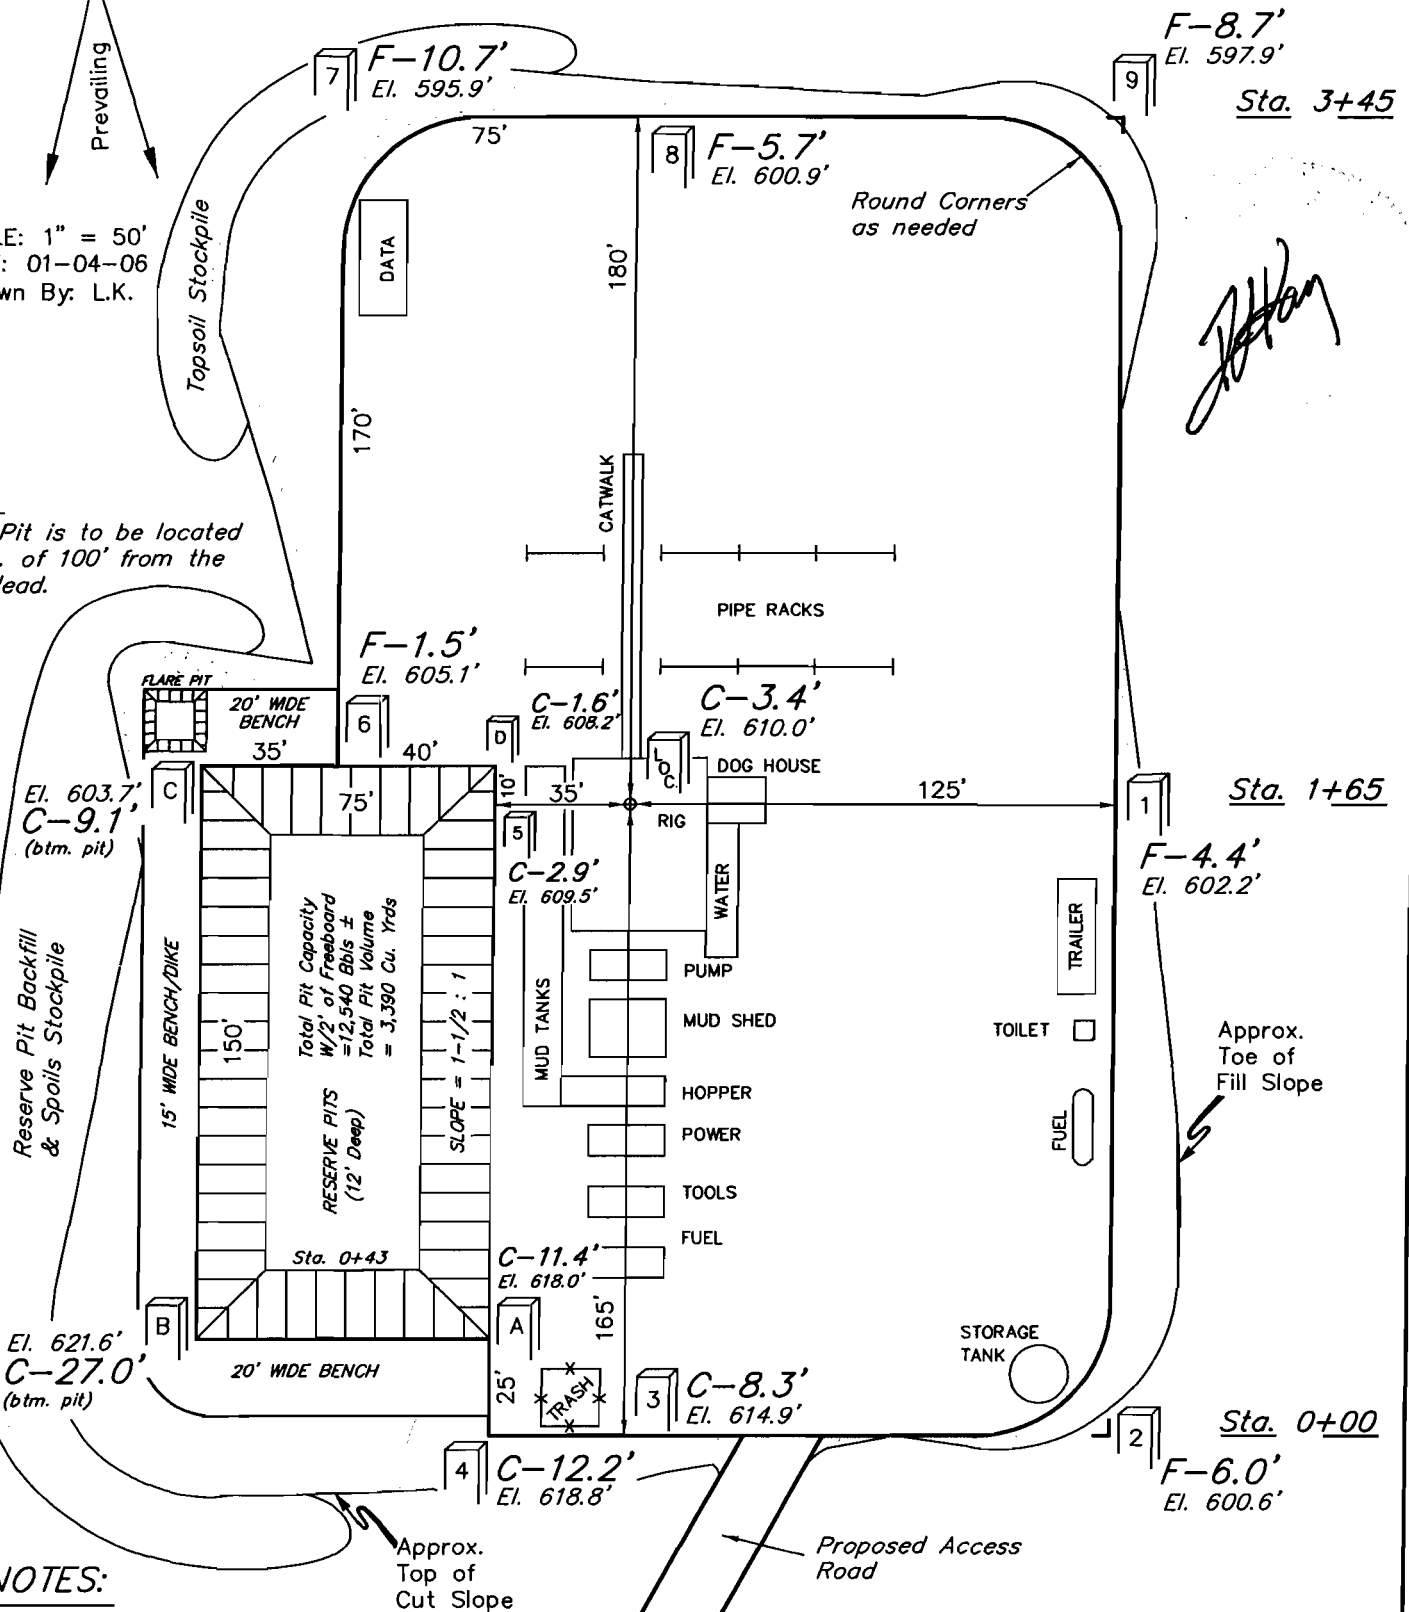 Prevailing
7
F-10.7'
El. 595.9'
F-8.7'
El. 597.9'
9
Sta. 3+45
75'
8
F-5.7'
El. 600.9'
Round Corners
as needed
1" = 50'
01-04-06
By: L.K.
Topsoil Stockpile
DATA
180'
170'
CATWALK
Pit is to be located
of 100' from the
PIPE RACKS
F-1.5'
El. 605.1'
6
FLARE PIT
20' WIDE
BENCH
35'
40'
D
C-1.6'
El. 608.2'
C-3.4'
El. 610.0'
LOC.
DOG HOUSE
10'
35'
125'
RIG
1
Sta. 1+65
F-4.4'
El. 602.2'
El. 603.7'
C-9.1'
(btm. pit)
C
75'
5
C-2.9'
El. 609.5'
WATER
TRAILER
Reserve Pit Backfill
& Spoils Stockpile
15' WIDE BENCH/DIKE
150'
Total Pit Capacity
W/2' of Freeboard
=12,540 Bbls ±
Total Pit Volume
= 3,390 Cu. Yrds
RESERVE PITS
(12' Deep)
SLOPE = 1-1/2 : 1
MUD TANKS
PUMP
MUD SHED
TOILET
HOPPER
POWER
FUEL
Approx.
Toe of
Fill Slope
TOOLS
FUEL
Sta. 0+43
C-11.4'
El. 618.0'
A
165'
El. 621.6'
C-27.0'
(btm. pit)
B
20' WIDE BENCH
25'
TRASH
3
C-8.3'
El. 614.9'
STORAGE
TANK
2
Sta. 0+00
F-6.0'
El. 600.6'
4
C-12.2'
El. 618.8'
Approx.
Top of
Cut Slope
Proposed Access
Road
NOTES: